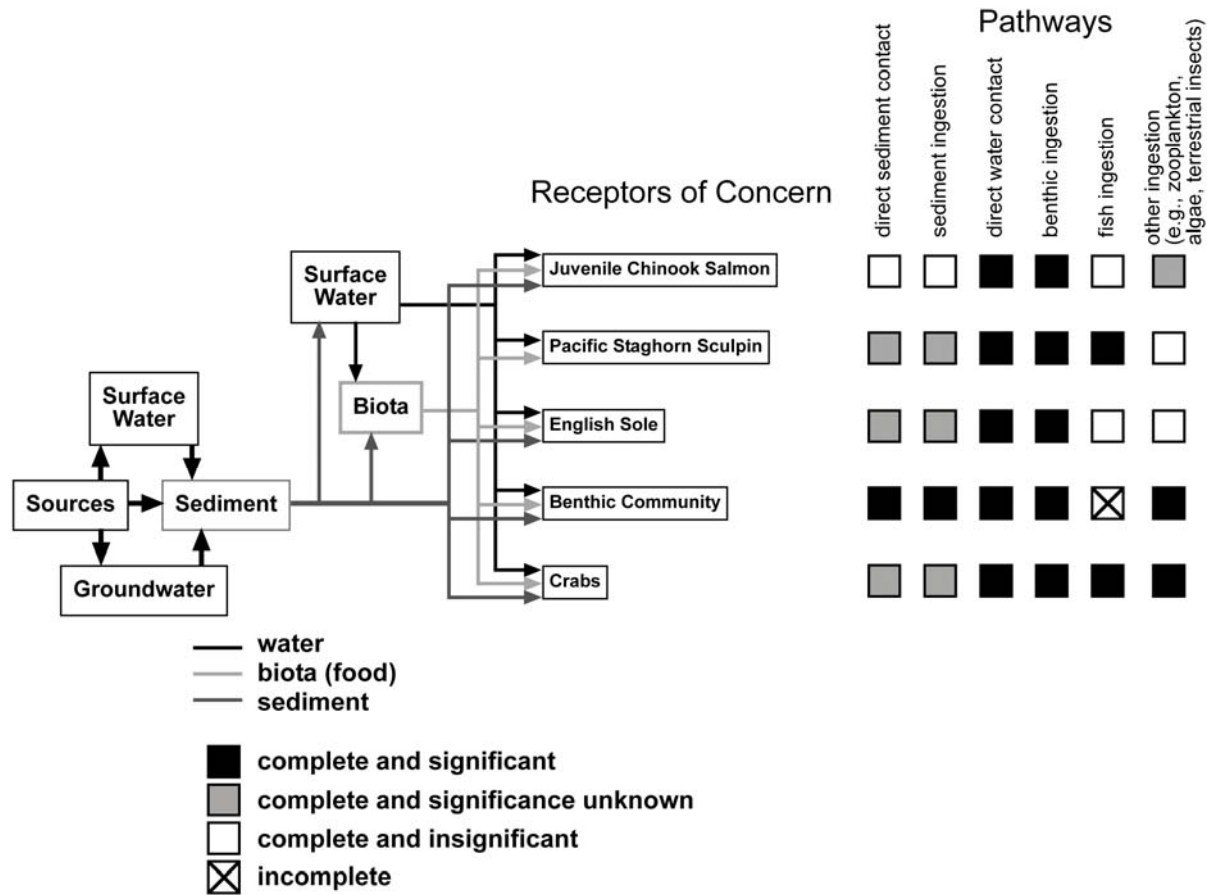 Pathways
direct sediment contact
sediment ingestion
direct water contact
benthic ingestion
fish ingestion
other ingestion
(e.g., zooplankton,
algae, terrestrial insects)
Receptors of Concern
Surface
Water
Juvenile Chinook Salmon
Pacific Staghorn Sculpin
Surface
Water
Biota
English Sole
Sources
Sediment
Benthic Community
Groundwater
Crabs
water
biota (food)
sediment
complete and significant
complete and significance unknown
complete and insignificant
incomplete